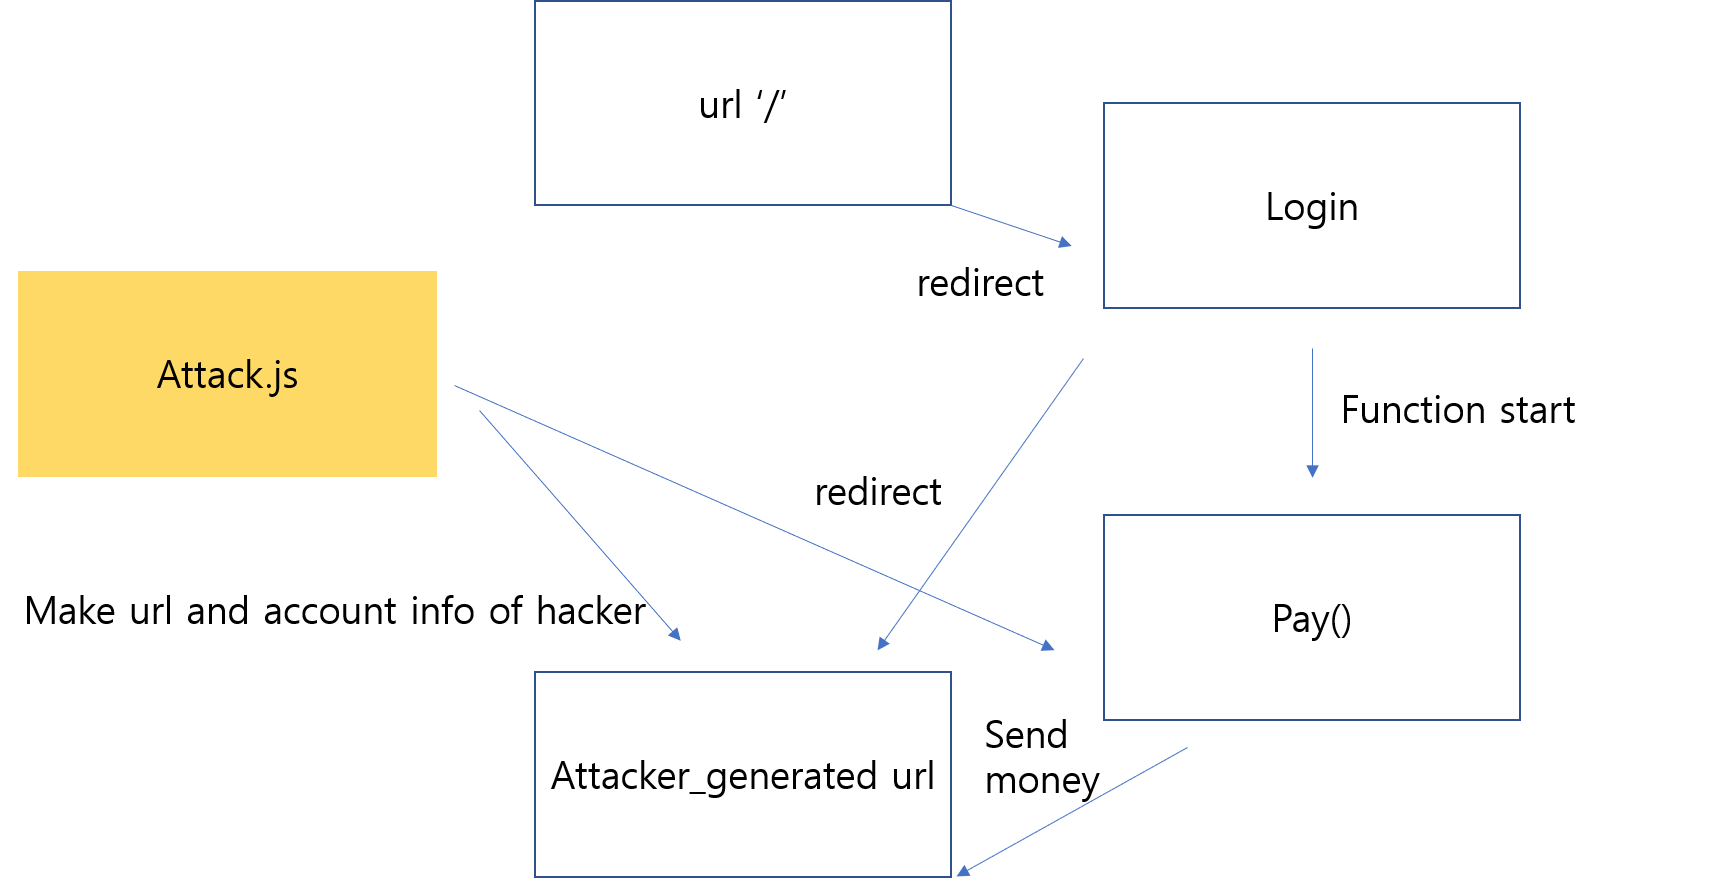 url ‘/’
Login
redirect
Attack.js
Function start
redirect
Make url and account info of hacker
Pay()
Send
money
Attacker_generated url